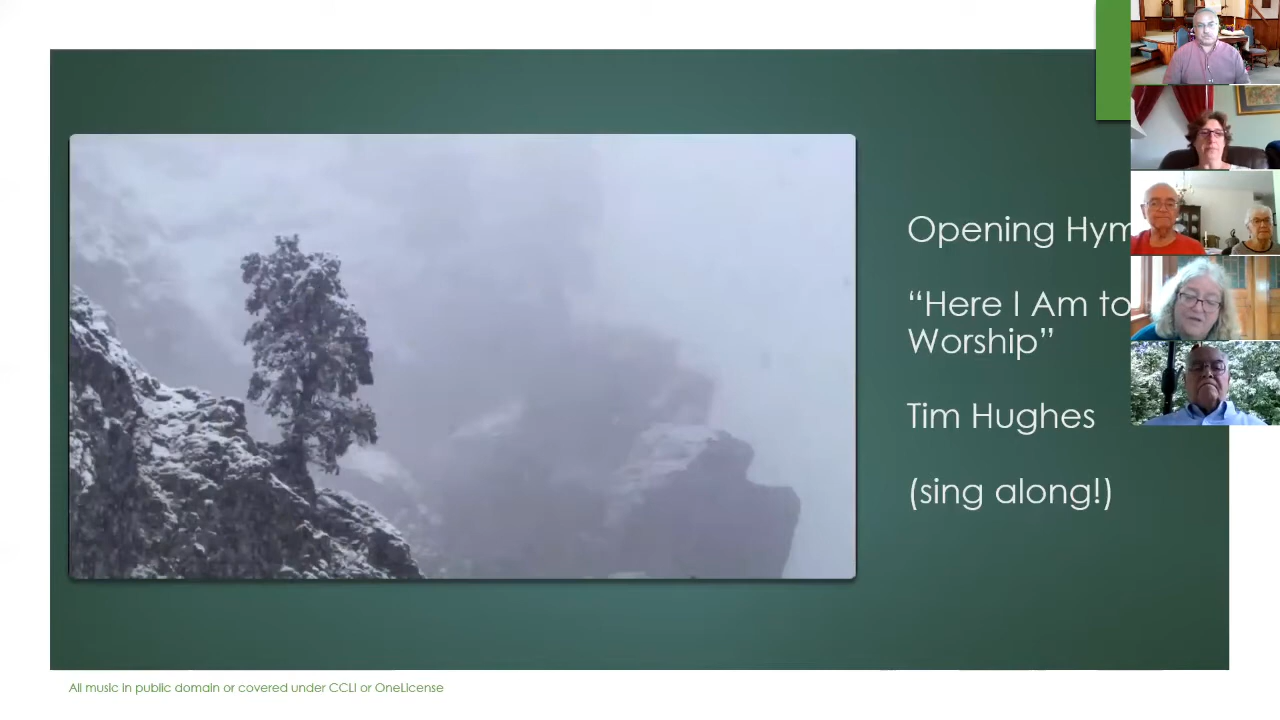 Opening Hym
“Here I Am to
Worship”
Tim Hughes
(sing along!)
All music in public domain or covered under CCLI or OneLicense